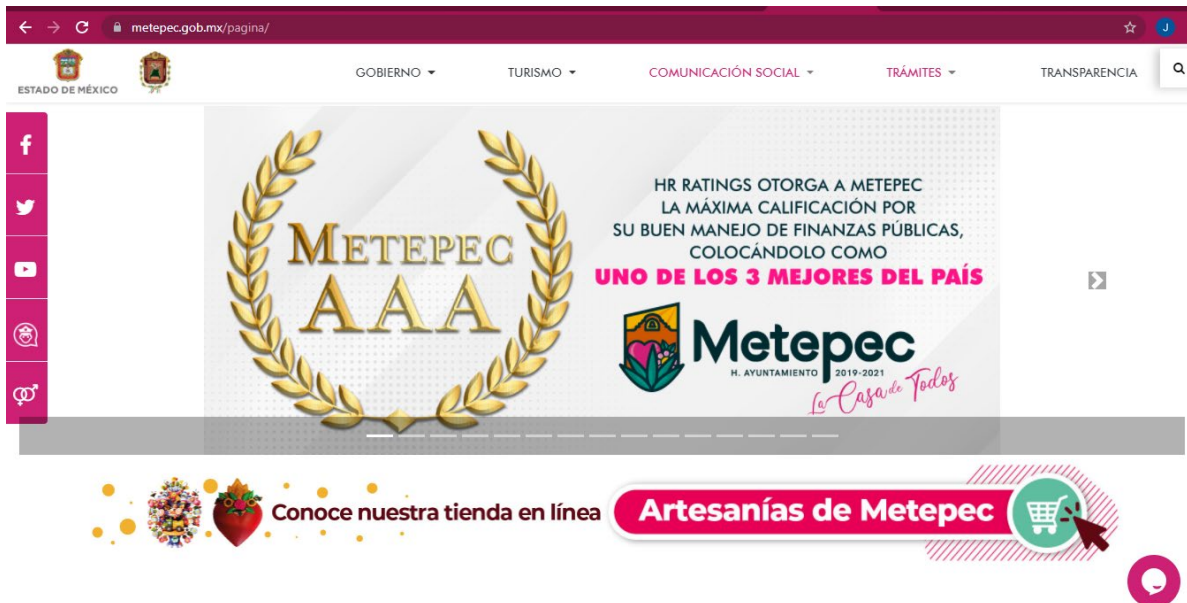 metepec.gob.mx/pagina/
J
ESTADO DE MÉXICO
GOBIERNO
TURISMO
COMUNICACIÓN SOCIAL
TRÁMITES
TRANSPARENCIA
METEPEC
AAA
HR RATINGS OTORGA A METEPEC
LA MÁXIMA CALIFICACIÓN POR
SU BUEN MANEJO DE FINANZAS PÚBLICAS,
COLOCÁNDOLO COMO
UNO DE LOS 3 MEJORES DEL PAÍS
Metepec
H. AYUNTAMIENTO 2019-2021
La Casa de Todos
Conoce nuestra tienda en línea
Artesanías de Metepec